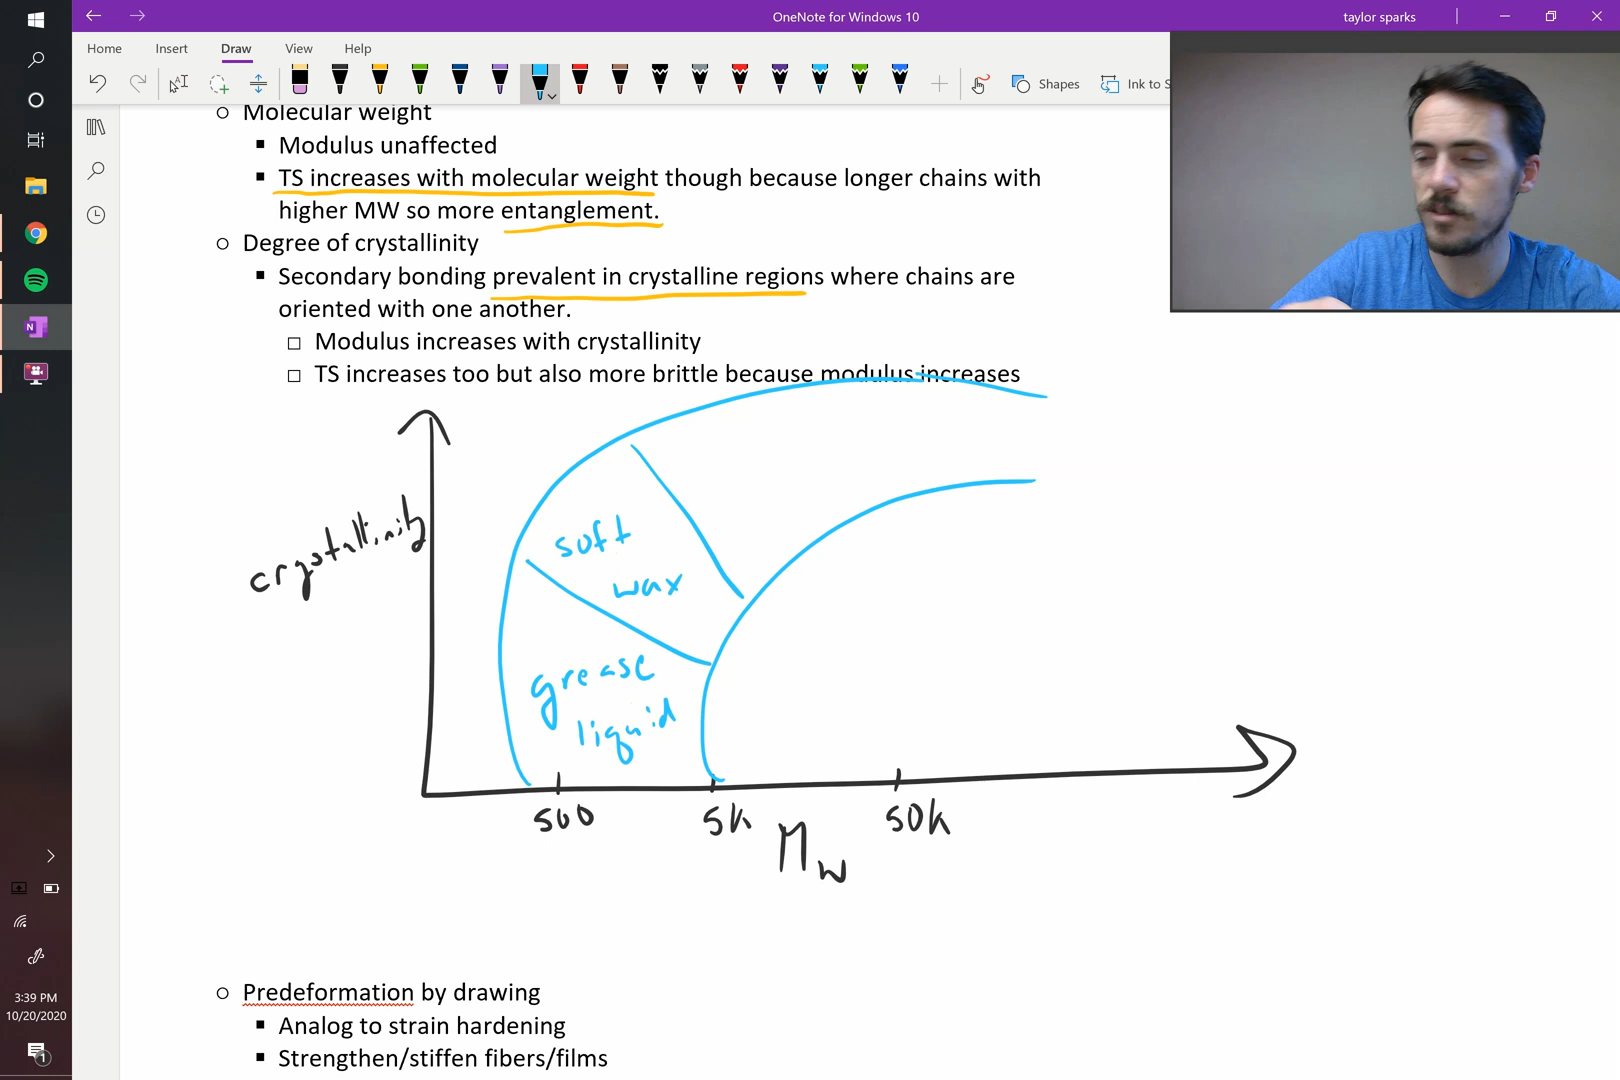 OneNote for Windows 10
taylor sparks
Home Insert Draw View Help
Shapes
Ink to S
Molecular weight
Modulus unaffected
TS increases with molecular weight though because longer chains with
higher MW so more entanglement.
Degree of crystallinity
Secondary bonding prevalent in crystalline regions where chains are
oriented with one another.
Modulus increases with crystallinity
TS increases too but also more brittle because modulus increases
crystallinity
soft
wax
grease
liquid
500 5k 50k
Mw
Predeformation by drawing
Analog to strain hardening
Strengthen/stiffen fibers/films
3:39 PM
10/20/2020
1